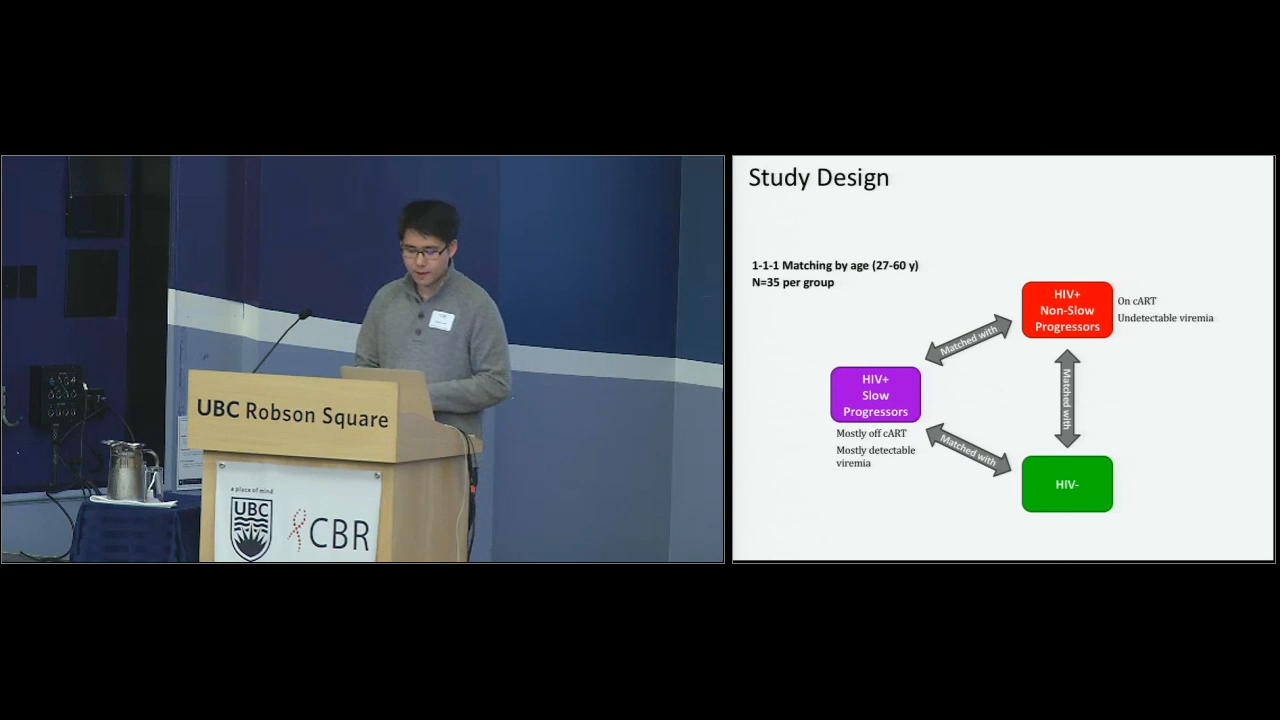 UBC Robson Square
a place of mind
UBC
CBR
Study Design
1-1-1 Matching by age (27-60 y)
N=35 per group
HIV+
Non-Slow
Progressors
On cART
Undetectable viremia
Matched with
HIV+
Slow
Progressors
Matched with
Mostly off cART
Mostly detectable
viremia
Matched with
HIV-